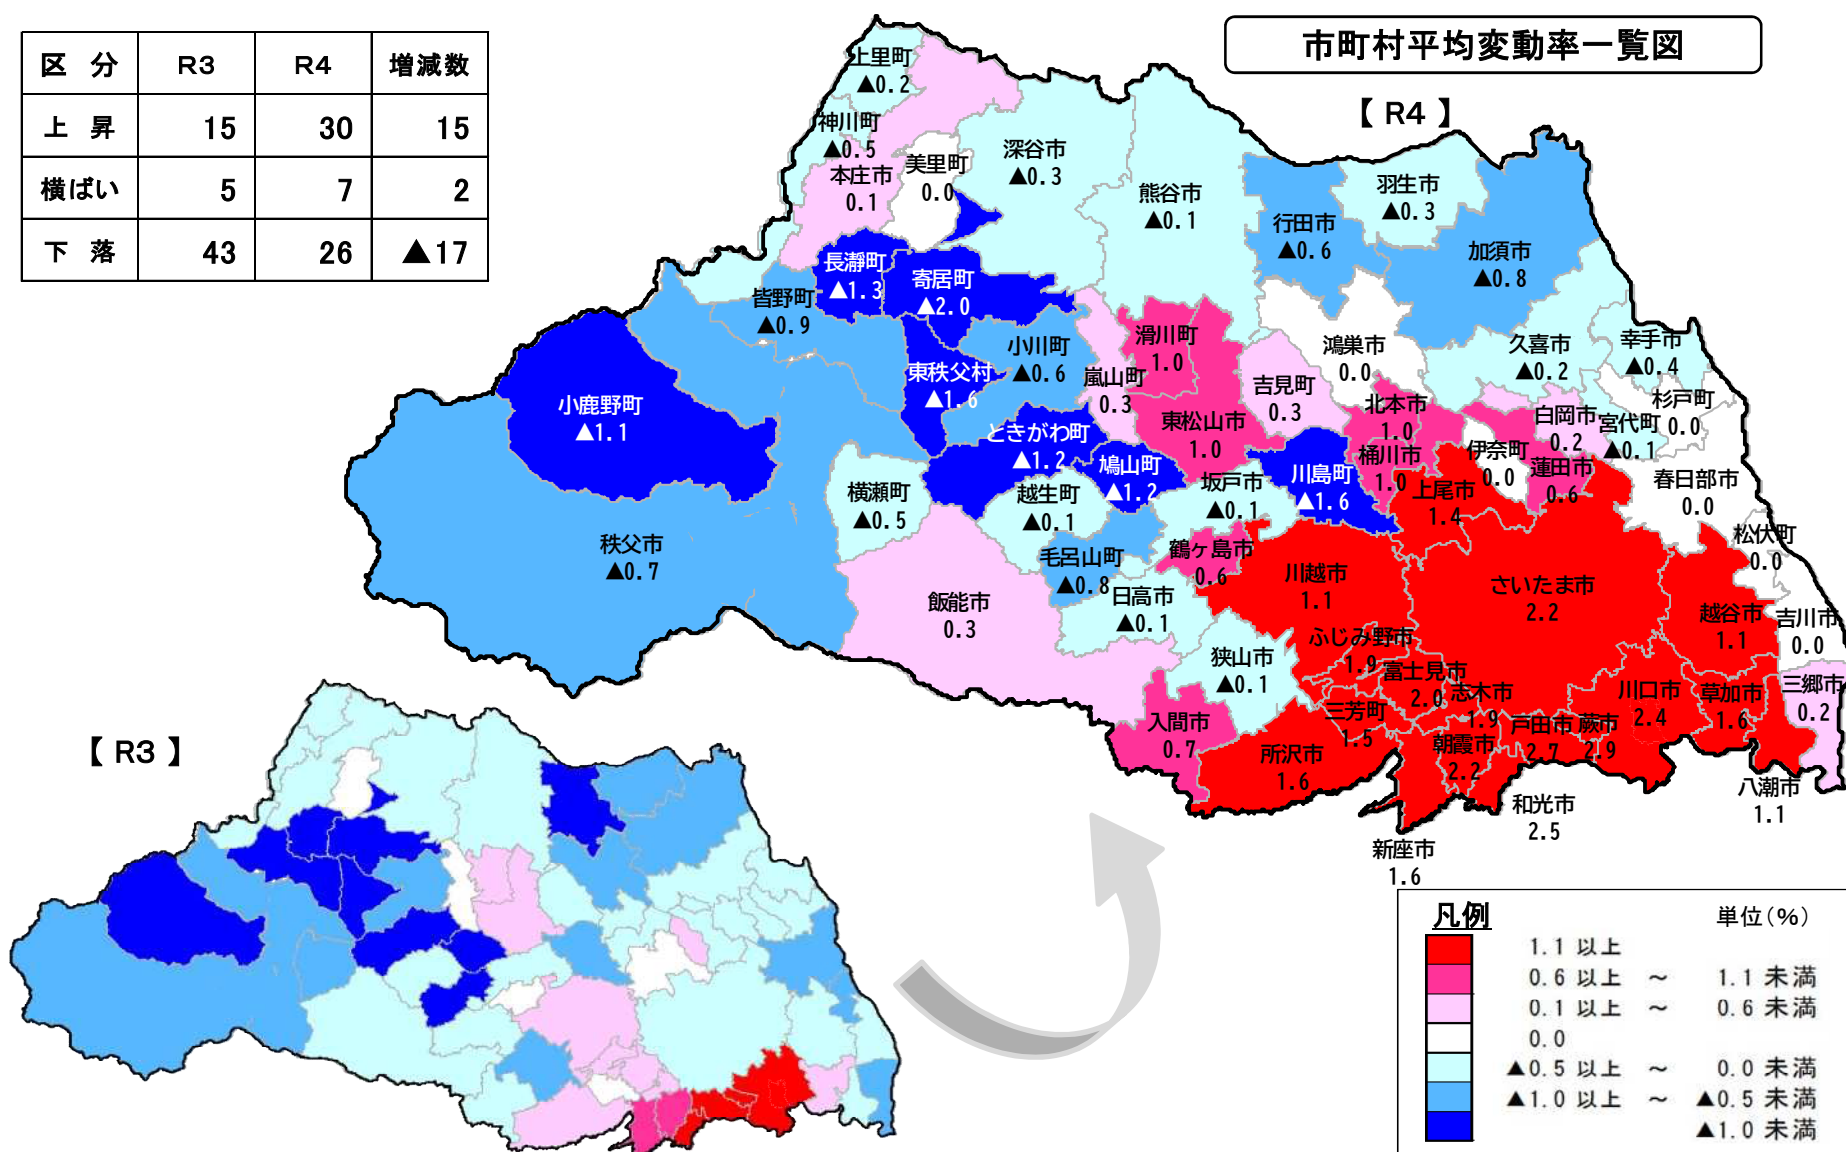 市町村平均変動率一覧図
区 分 R3 R4 増減数
上 昇 15 30 15
横ばい 5 7 2
下 落 43 26 ▲17
【 R4 】
上里町
▲0.2
神川町
▲0.5
本庄市
0.1
美里町
0.0
深谷市
▲0.3
熊谷市
▲0.1
行田市
▲0.6
羽生市
▲0.3
加須市
▲0.8
長瀞町
▲1.3
寄居町
▲2.0
皆野町
▲0.9
小鹿野町
▲1.1
東秩父村
▲1.6
小川町
▲0.6
嵐山町
0.3
滑川町
1.0
東松山市
1.0
吉見町
0.3
鴻巣市
0.0
北本市
1.0
久喜市
▲0.2
幸手市
▲0.4
杉戸町
0.0
白岡市
0.2
宮代町
▲0.1
伊奈町
0.0
蓮田市
0.6
桶川市
1.0
上尾市
1.4
春日部市
0.0
松伏町
0.0
ときがわ町
▲1.2
鳩山町
▲1.2
川島町
▲1.6
坂戸市
▲0.1
越生町
▲0.1
横瀬町
▲0.5
秩父市
▲0.7
毛呂山町
▲0.8
鶴ヶ島市
0.6
川越市
1.1
さいたま市
2.2
越谷市
1.1
吉川市
0.0
飯能市
0.3
日高市
▲0.1
狭山市
▲0.1
ふじみ野市
1.9
富士見市
2.0
志木市
1.9
川口市
2.4
草加市
1.6
三郷市
0.2
入間市
0.7
所沢市
1.6
三芳町
1.5
朝霞市
2.2
戸田市
2.7
蕨市
2.9
八潮市
1.1
和光市
2.5
新座市
1.6
【 R3 】
凡例
単位(%)
1.1 以上
0.6 以上 ～ 1.1 未満
0.1 以上 ～ 0.6 未満
0.0
▲0.5 以上 ～ 0.0 未満
▲1.0 以上 ～ ▲0.5 未満
▲1.0 未満